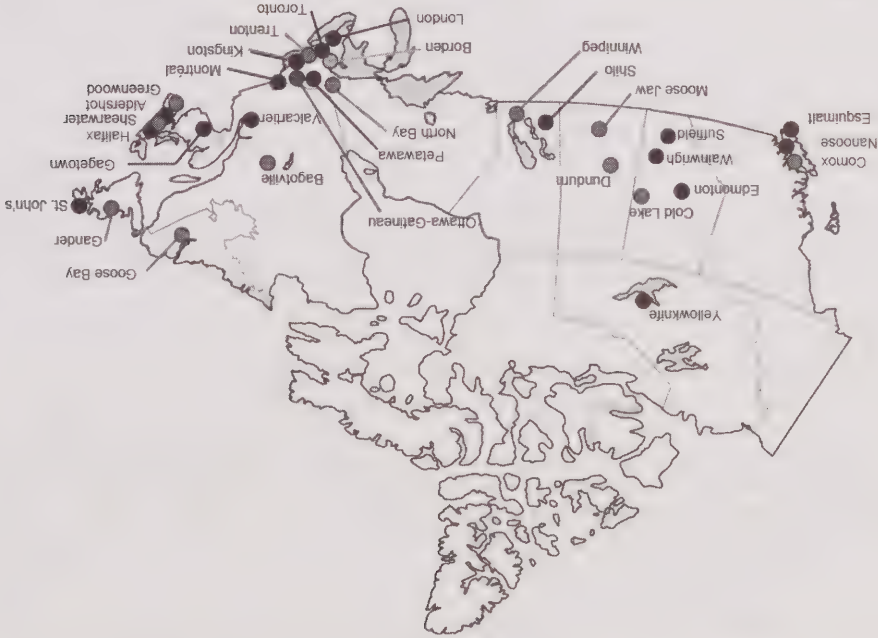 Yellowknife
Goose Bay
Gander
Ottawa-Gatineau
Cold Lake
St. John's
Edmonton
Bagotville
Dundurn
Comox
Nanoose
Esquimalt
Wainwrigh
Suffield
Petawawa
North Bay
Gagetown
Halifax
Shearwater
Aldershot
Greenwood
Valcartier
Moose Jaw
Shilo
Winnipeg
Montréal
Kingston
Borden
Trenton
London
Toronto